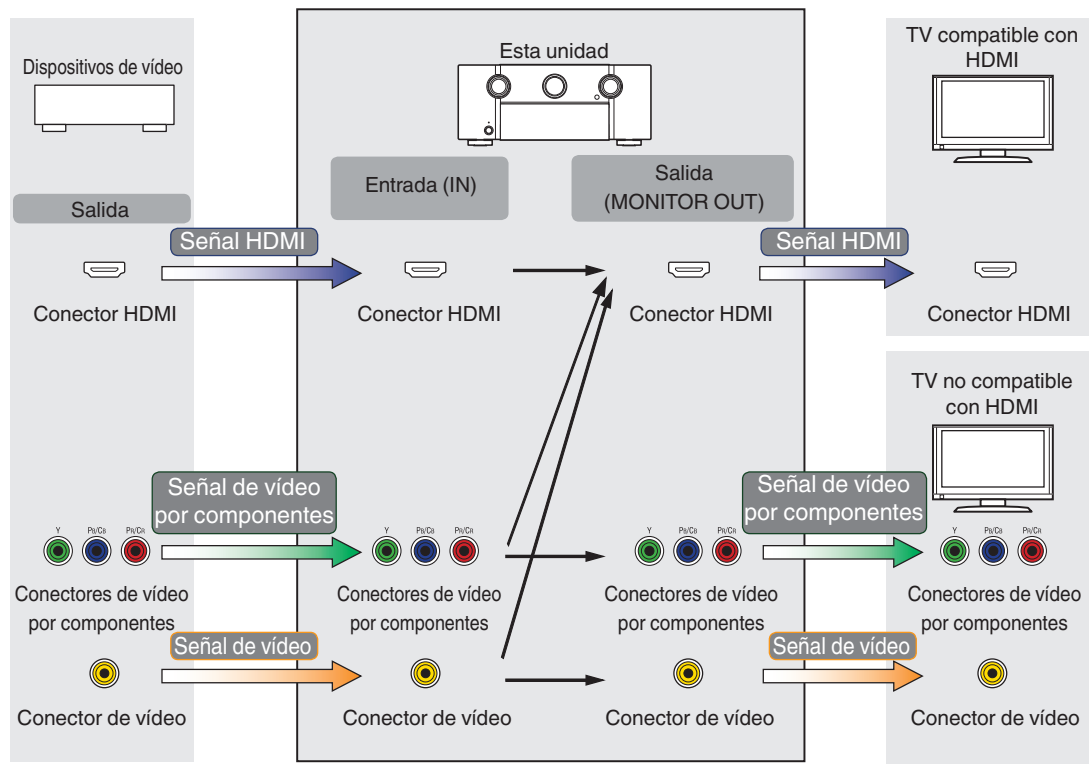 Dispositivos de vídeo
Esta unidad
TV compatible con
HDMI
Salida
Entrada (IN)
Salida
(MONITOR OUT)
Señal HDMI
Señal HDMI
Conector HDMI
Conector HDMI
Conector HDMI
Conector HDMI
TV no compatible
con HDMI
Señal de vídeo
por componentes
Señal de vídeo
por componentes
Y PB/CB PR/CR
Y PB/CB PR/CR
Y PB/CB PR/CR
Y PB/CB PR/CR
Conectores de vídeo
por componentes
Conectores de vídeo
por componentes
Conectores de vídeo
por componentes
Conectores de vídeo
por componentes
Señal de vídeo
Señal de vídeo
Conector de vídeo
Conector de vídeo
Conector de vídeo
Conector de vídeo